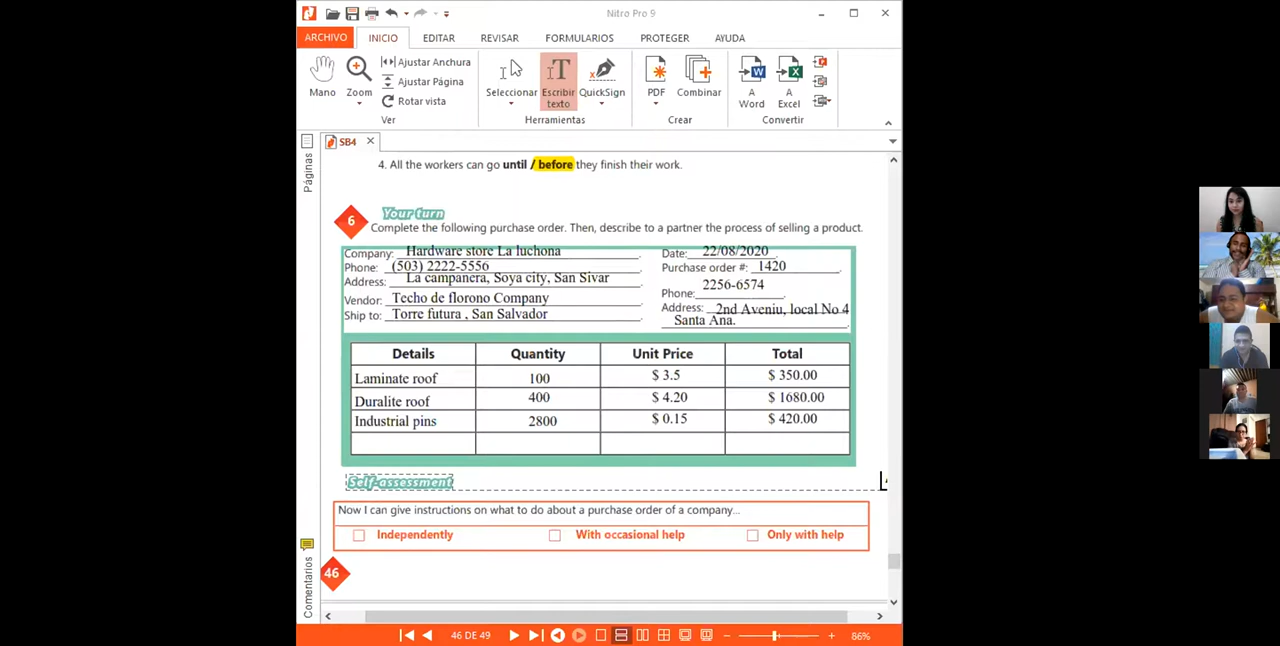 Nitro Pro 9
ARCHIVO INICIO EDITAR REVISAR FORMULARIOS PROTEGER AYUDA
Mano
Zoom
Ajustar Anchura
Ajustar Página
Rotar vista
Ver
Seleccionar
Escribir texto
QuickSign
Herramientas
PDF
Combinar
Crear
A Word
A Excel
Convertir
Páginas
SB4
4. All the workers can go until / before they finish their work.
6
Your turn
Complete the following purchase order. Then, describe to a partner the process of selling a product.
Company: Hardware store La luchona
Date: 22/08/2020
Phone: (503) 2222-5556
Purchase order #: 1420
Address: La campanera, Soya city, San Sivar
Phone: 2256-6574
Vendor: Techo de florono Company
Address: 2nd Aveniu, local No 4
Santa Ana.
Ship to: Torre futura , San Salvador
Details Quantity Unit Price Total
Laminate roof 100 $ 3.5 $ 350.00
Duralite roof 400 $ 4.20 $ 1680.00
Industrial pins 2800 $ 0.15 $ 420.00
Self-assessment
Now I can give instructions on what to do about a purchase order of a company...
Independently With occasional help Only with help
46
Comentarios
46 DE 49
86%